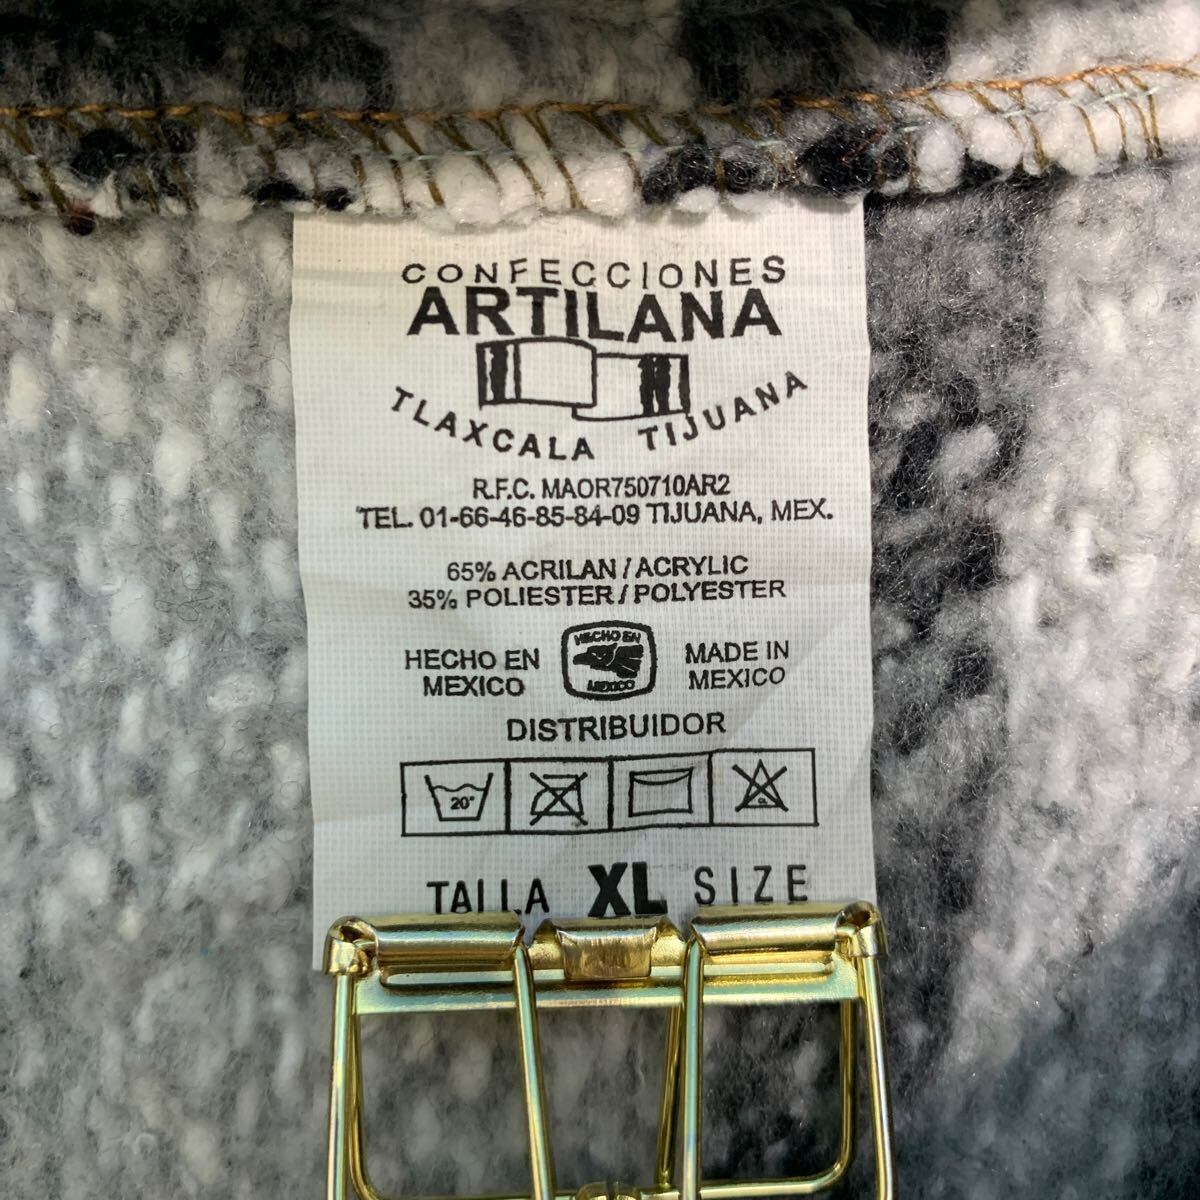 CONFECCIONES
ARTILANA
TLAXCALA TIJUANA
R.F.C. MAOR750710AR2
TEL. 01-66-46-85-84-09 TIJUANA, MEX.
65% ACRILAN / ACRYLIC
35% POLIESTER / POLYESTER
HECHO EN
MEXICO
HECHO EN
MEXICO
MADE IN
MEXICO
DISTRIBUIDOR
20°
TALLA XL SIZE